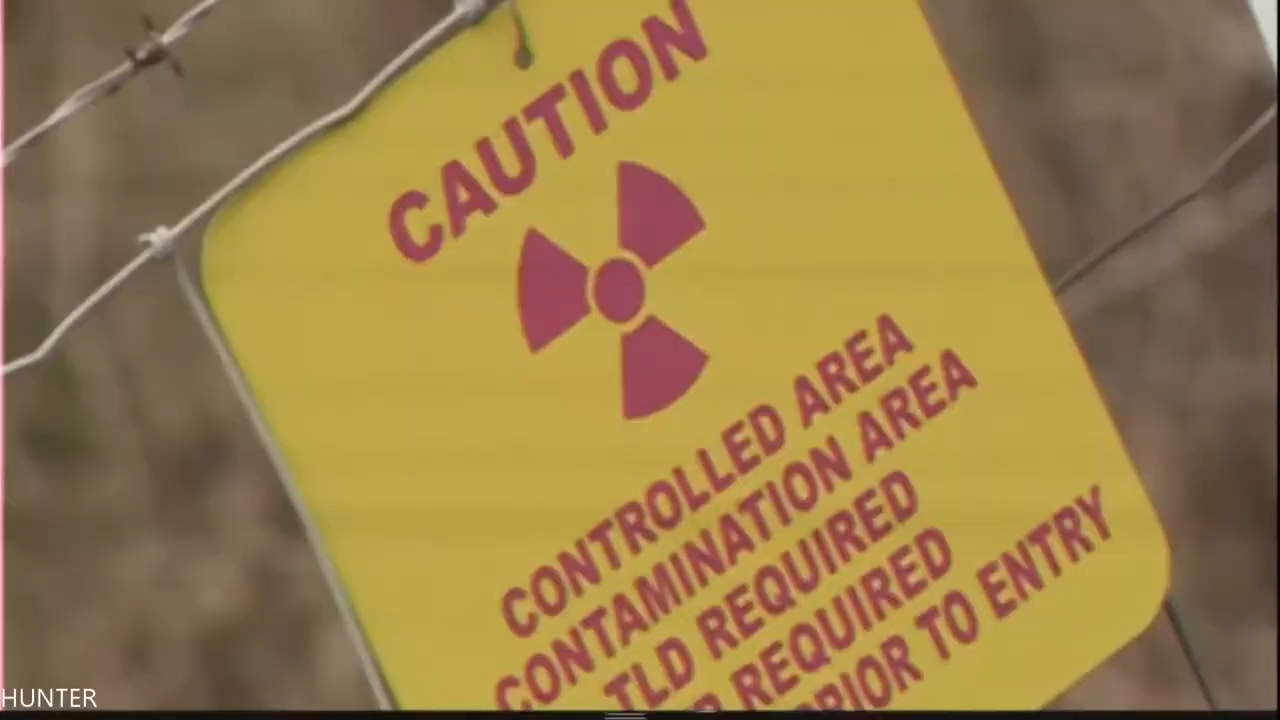 CAUTION
CONTROLLED AREA
CONTAMINATION AREA
TLD REQUIRED
REQUIRED
PRIOR TO ENTRY
HUNTER